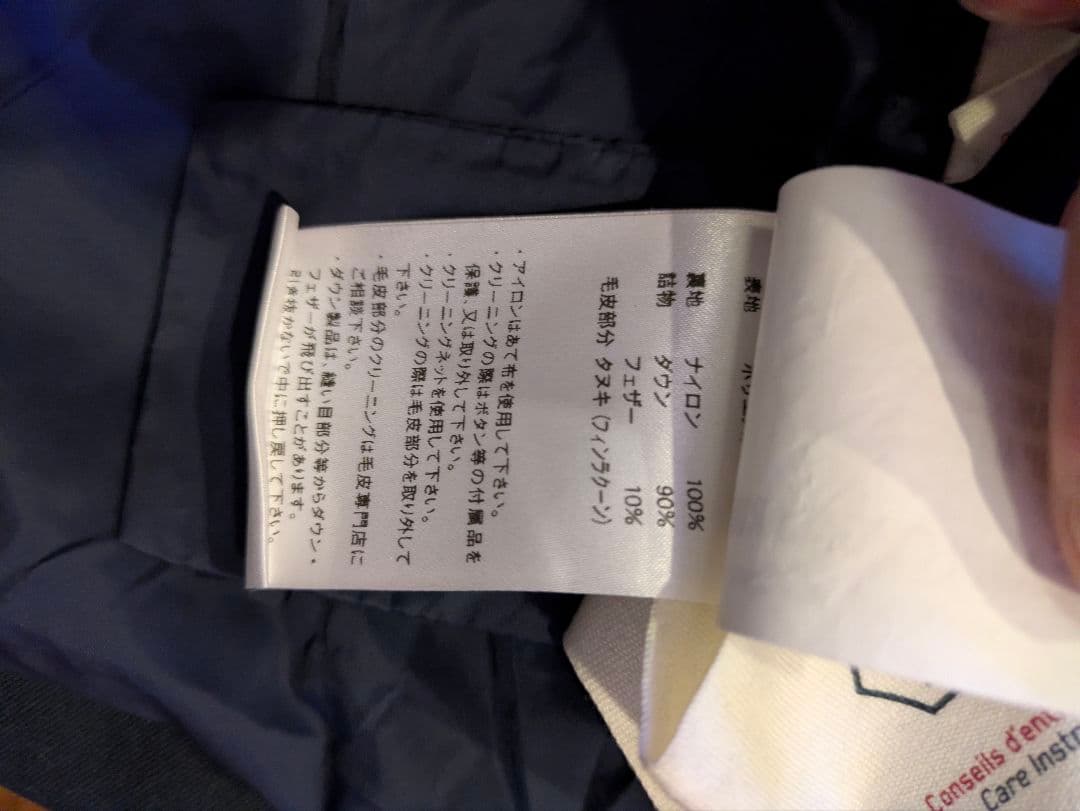 表地
裏地 ナイロン 100%
詰物 ダウン 90%
フェザー 10%
毛皮部分 タヌキ (フィンラクーン)
・アイロンはあて布を使用して下さい。
・クリーニングの際はボタン等の付属品を
保護、又は取り外して下さい。
・クリーニングネットを使用して下さい。
・クリーニングの際は毛皮部分を取り外して
下さい。
・毛皮部分のクリーニングは毛皮専門店に
ご相談下さい。
・ダウン製品は、縫い目部分等からダウン・
フェザーが飛び出すことがあります。
引き抜かないで中に押し戻して下さい。
Conseils d'ent
Care Instr